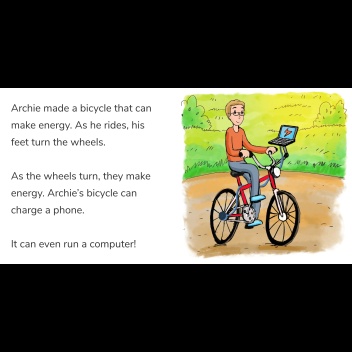 Archie made a bicycle that can
make energy. As he rides, his
feet turn the wheels.
As the wheels turn, they make
energy. Archie's bicycle can
charge a phone.
It can even run a computer!